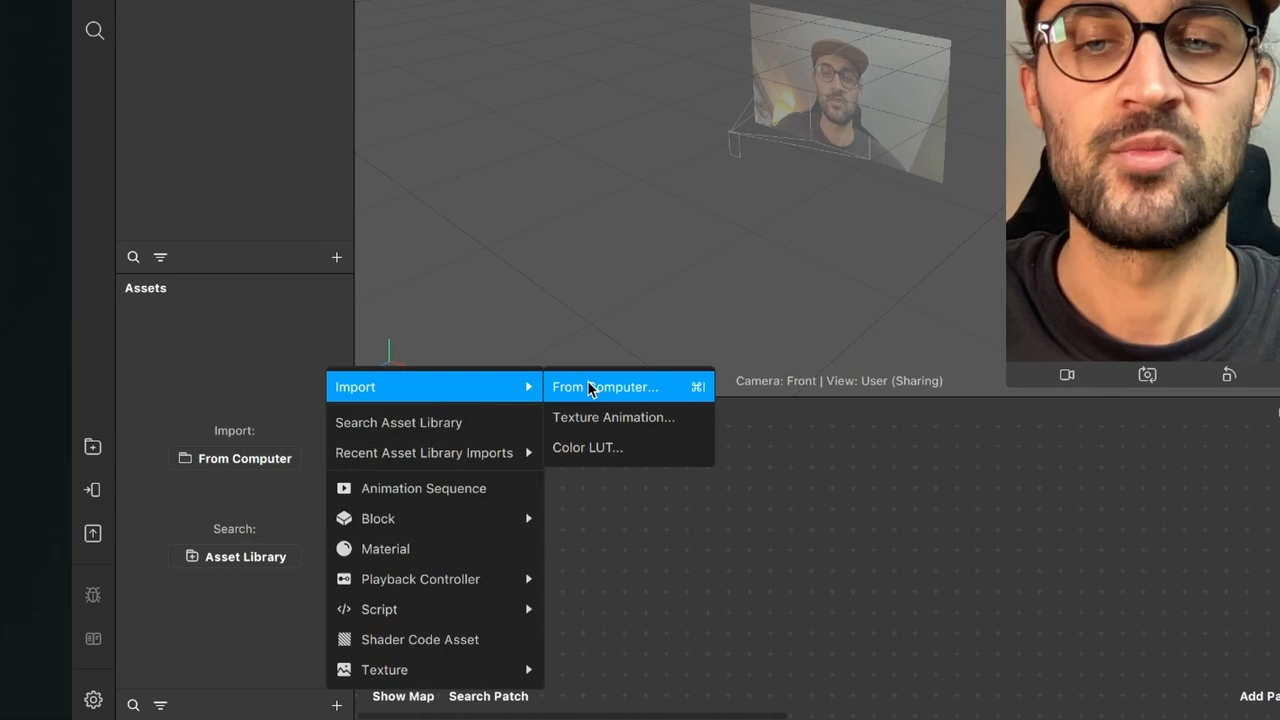 Assets
Import:
From Computer
Search:
Asset Library
Import
Search Asset Library
Recent Asset Library Imports
Animation Sequence
Block
Material
Playback Controller
Script
Shader Code Asset
Texture
From Computer... ⌘I
Texture Animation...
Color LUT...
Camera: Front | View: User (Sharing)
Show Map Search Patch
Add